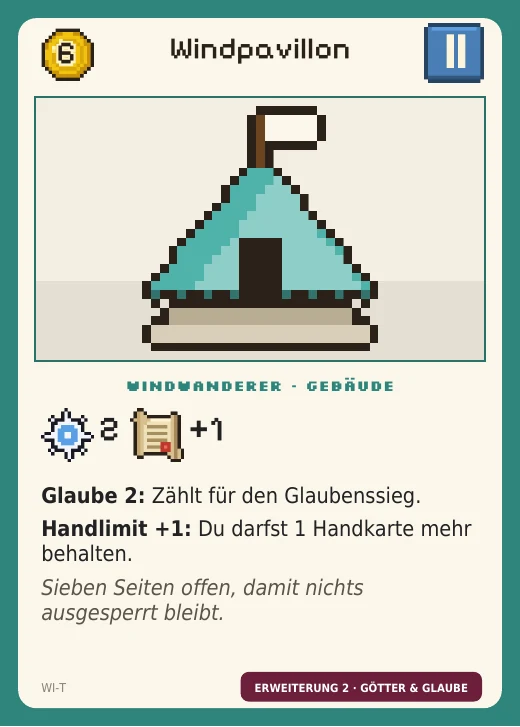 6 Windpavillon II
WINDWANDERER · GEBÄUDE
2 +1
Glaube 2: Zählt für den Glaubenssieg.
Handlimit +1: Du darfst 1 Handkarte mehr
behalten.
Sieben Seiten offen, damit nichts
ausgesperrt bleibt.
WI-T
ERWEITERUNG 2 · GÖTTER & GLAUBE